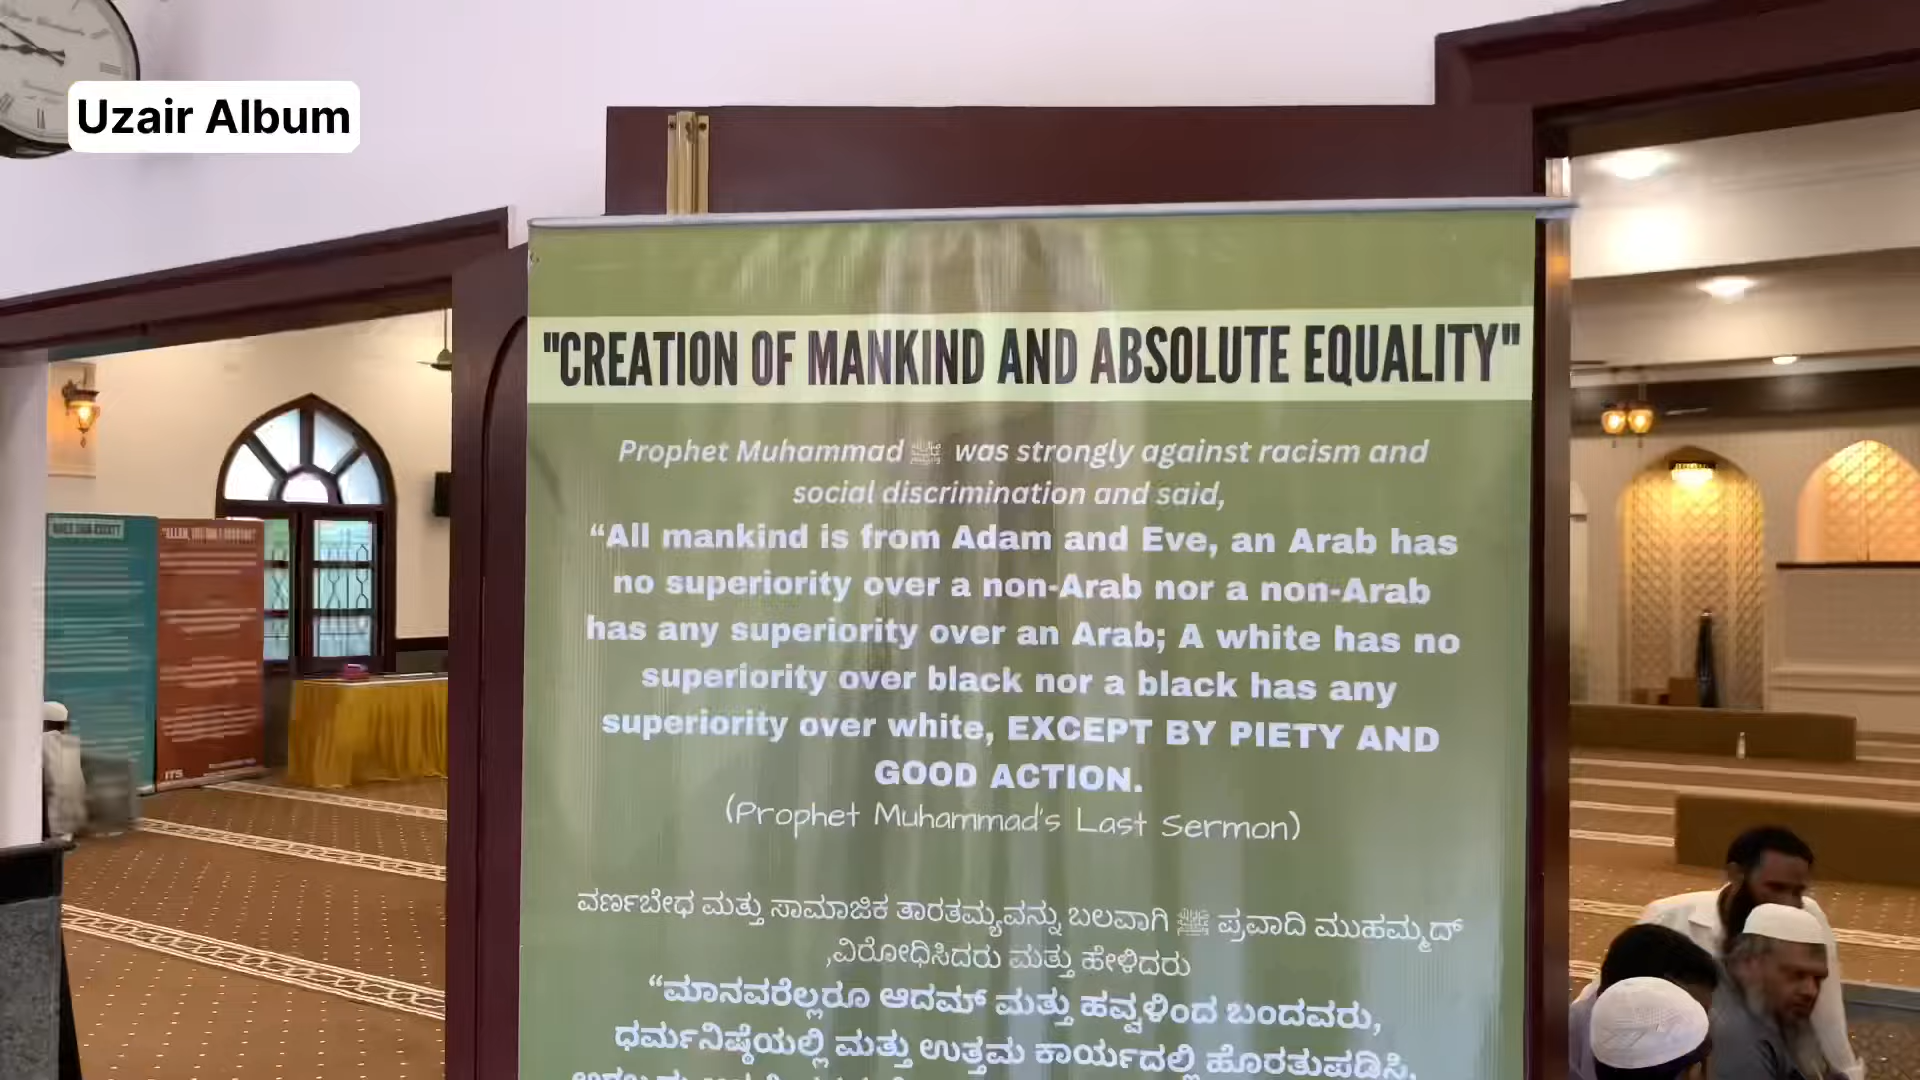 Uzair Album
"CREATION OF MANKIND AND ABSOLUTE EQUALITY"
Prophet Muhammad ﷺ was strongly against racism and
social discrimination and said,
“All mankind is from Adam and Eve, an Arab has
no superiority over a non-Arab nor a non-Arab
has any superiority over an Arab; A white has no
superiority over black nor a black has any
superiority over white, EXCEPT BY PIETY AND
GOOD ACTION.
(Prophet Muhammad's Last Sermon)
ವರ್ಣಬೇಧ ಮತ್ತು ಸಾಮಾಜಿಕ ತಾರತಮ್ಯವನ್ನು ಬಲವಾಗಿ ﷺ ಪ್ರವಾದಿ ಮುಹಮ್ಮದ್
,ವಿರೋಧಿಸಿದರು ಮತ್ತು ಹೇಳಿದರು
“ಮಾನವರೆಲ್ಲರೂ ಆದಮ್ ಮತ್ತು ಹವ್ವಳಿಂದ ಬಂದವರು,
ಧರ್ಮನಿಷ್ಠೆಯಲ್ಲಿ ಮತ್ತು ಉತ್ತಮ ಕಾರ್ಯದಲ್ಲಿ ಹೊರತುಪಡಿಸಿ,